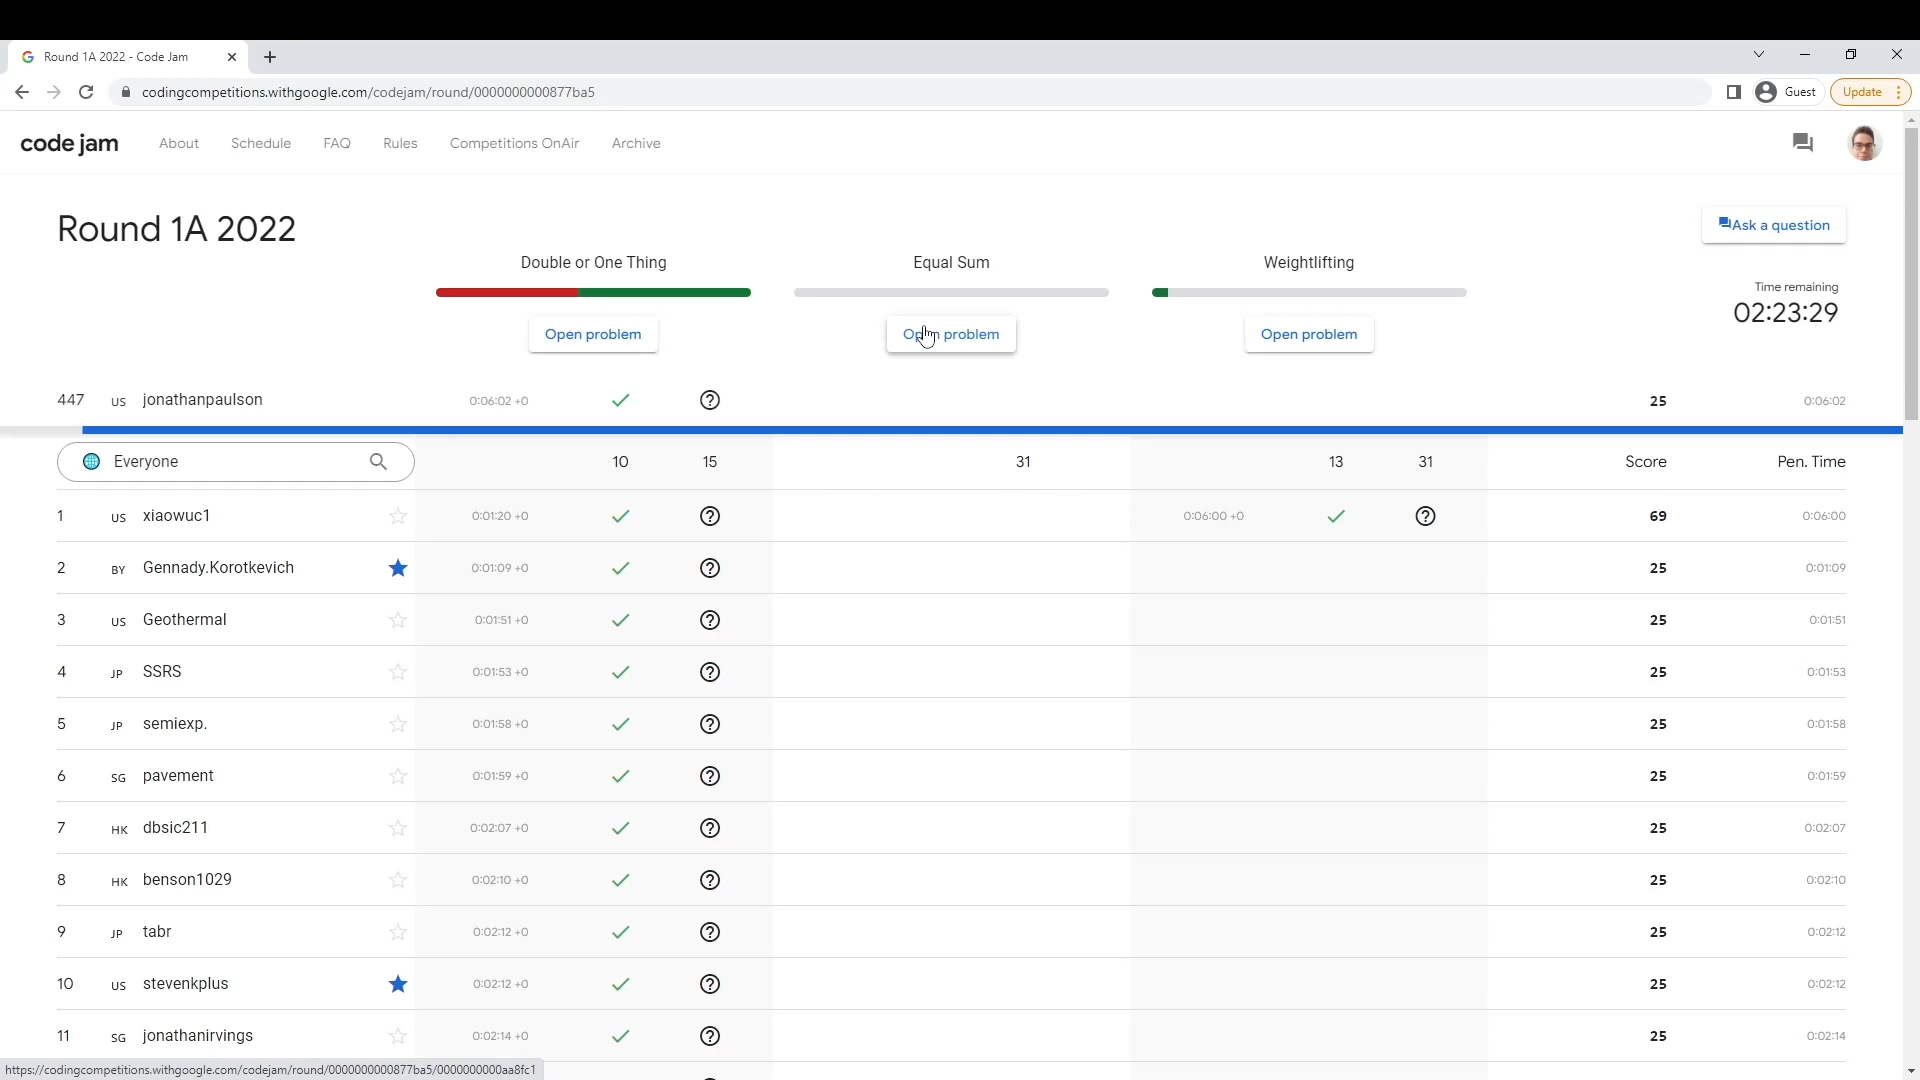 Round 1A 2022 - Code Jam
codingcompetitions.withgoogle.com/codejam/round/0000000000877ba5
Guest
Update
code jam
About
Schedule
FAQ
Rules
Competitions OnAir
Archive
Round 1A 2022
Ask a question
Double or One Thing
Equal Sum
Weightlifting
Time remaining
02:23:29
Open problem
Open problem
Open problem
447 US jonathanpaulson 0:06:02 +0 25 0:06:02
Everyone 10 15 31 13 31 Score Pen. Time
1 US xiaowuc1 0:01:20 +0 0:06:00 +0 69 0:06:00
2 BY Gennady.Korotkevich 0:01:09 +0 25 0:01:09
3 US Geothermal 0:01:51 +0 25 0:01:51
4 JP SSRS 0:01:53 +0 25 0:01:53
5 JP semiexp. 0:01:58 +0 25 0:01:58
6 SG pavement 0:01:59 +0 25 0:01:59
7 HK dbsic211 0:02:07 +0 25 0:02:07
8 HK benson1029 0:02:10 +0 25 0:02:10
9 JP tabr 0:02:12 +0 25 0:02:12
10 US stevenkplus 0:02:12 +0 25 0:02:12
11 SG jonathanirvings 0:02:14 +0 25 0:02:14
https://codingcompetitions.withgoogle.com/codejam/round/0000000000877ba5/0000000000aa8fc1